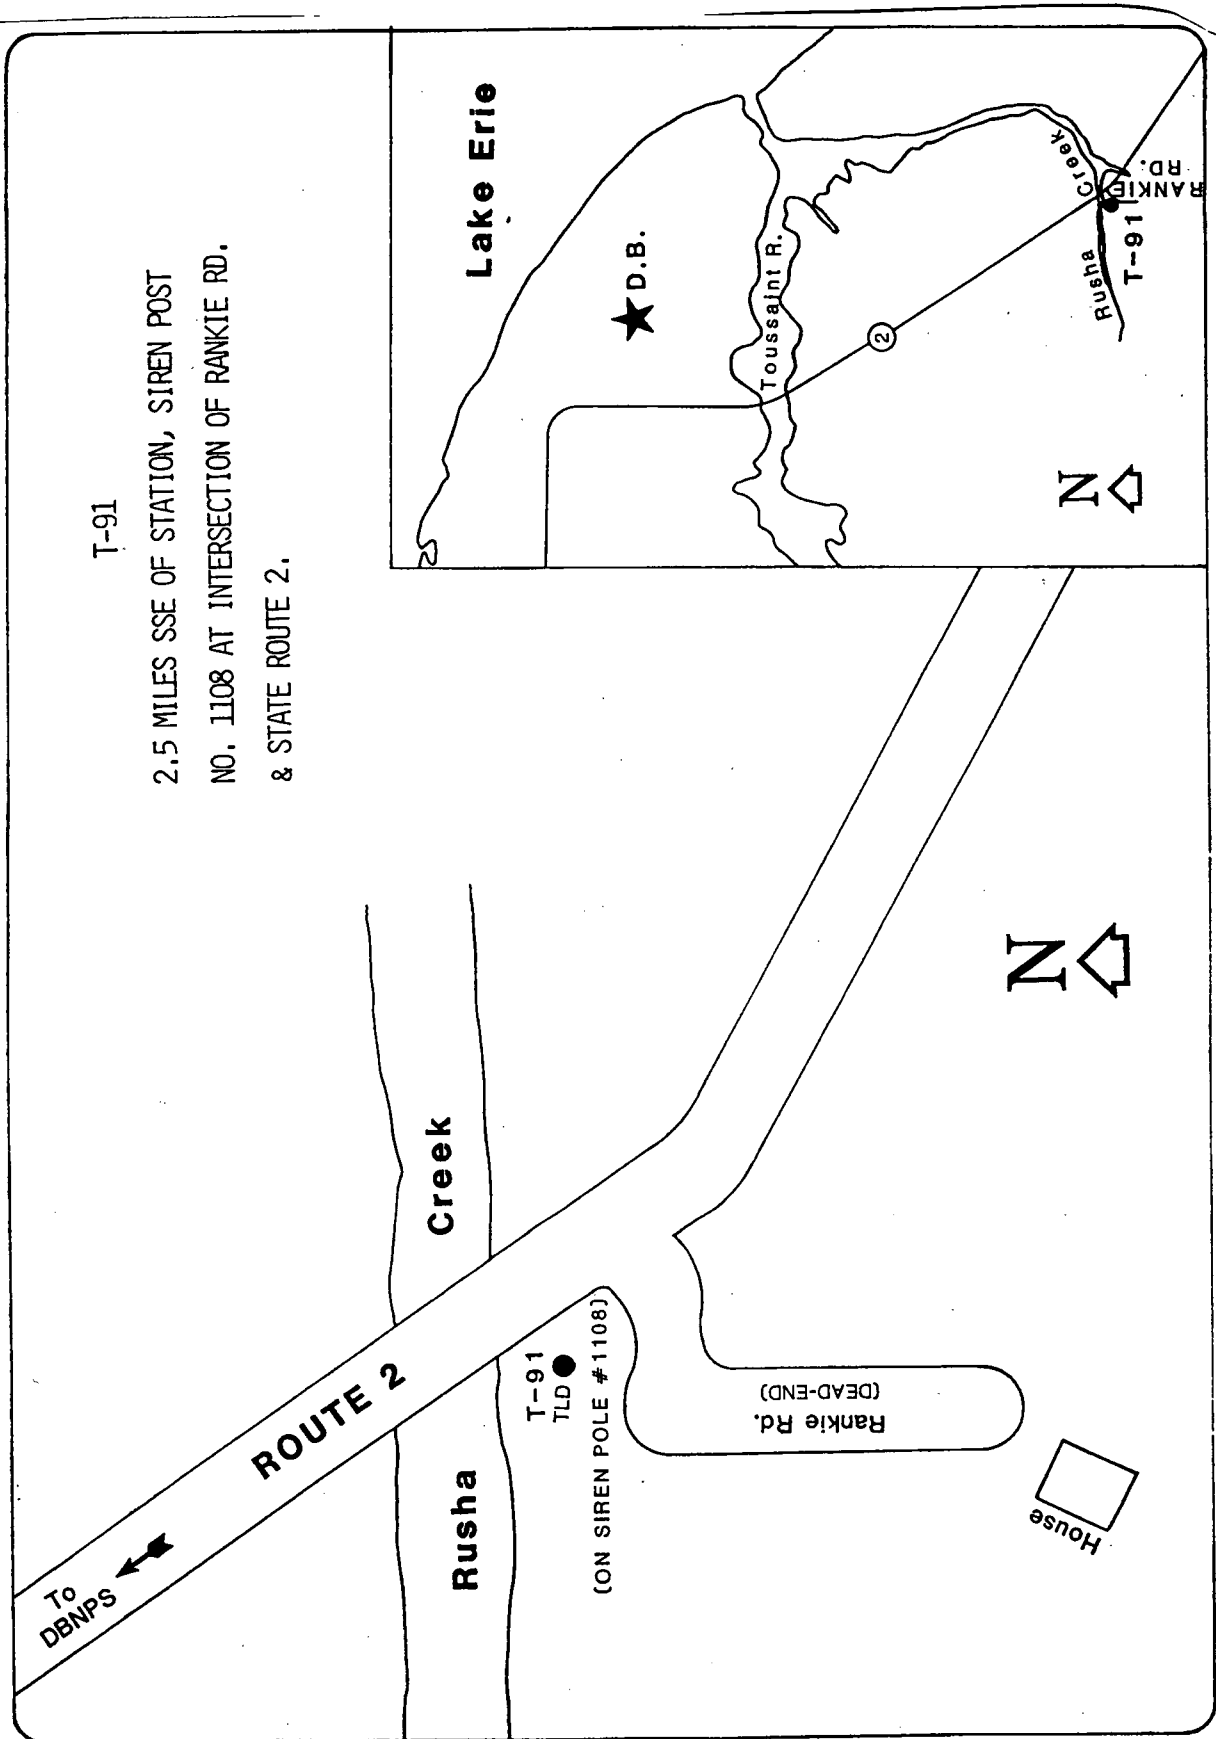 T-91
2.5 MILES SSE OF STATION, SIREN POST
NO. 1108 AT INTERSECTION OF RANKIE RD.
& STATE ROUTE 2.
To
DBNPS
ROUTE 2
Rusha Creek
T-91
TLD
(ON SIREN POLE #1108)
Rankie Rd.
(DEAD-END)
House
N
Lake Erie
D.B.
Toussaint R.
2
Rusha Creek
T-91
RANKIE
RD.
N